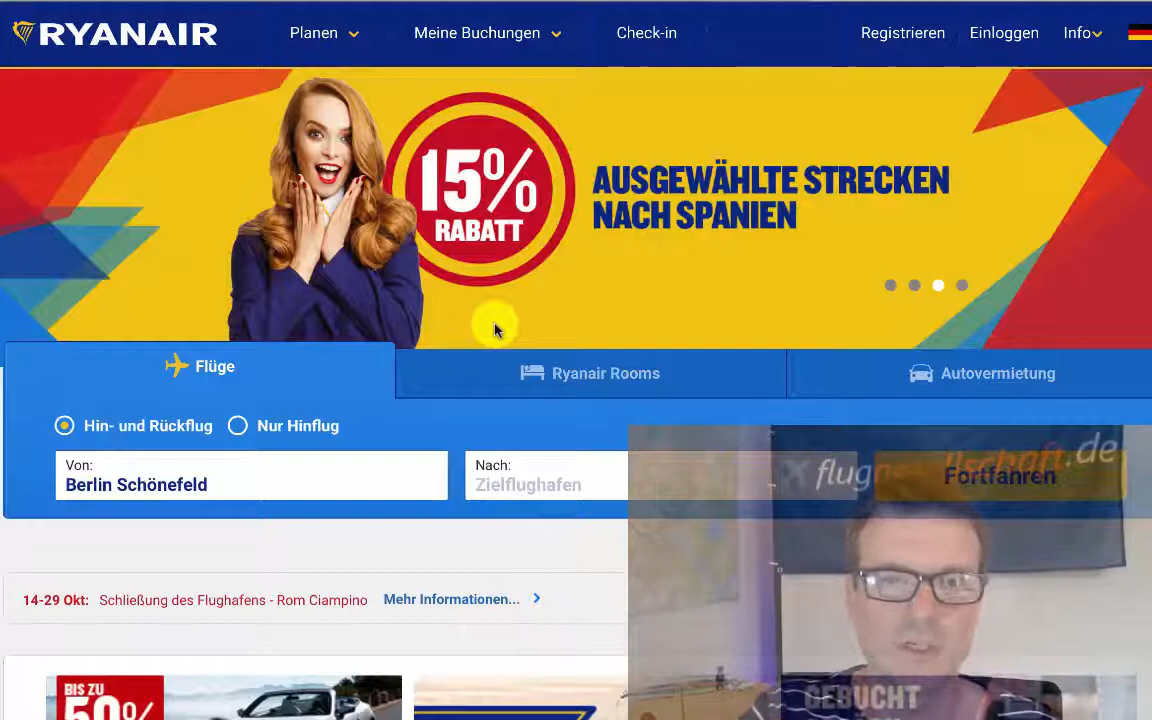 RYANAIR
Planen
Meine Buchungen
Check-in
Registrieren
Einloggen
Info
15%
RABATT
AUSGEWÄHLTE STRECKEN
NACH SPANIEN
Flüge
Ryanair Rooms
Autovermietung
Hin- und Rückflug
Nur Hinflug
Von:
Berlin Schönefeld
Nach:
Zielflughafen
Fortfahren
14-29 Okt: Schließung des Flughafens - Rom Ciampino Mehr Informationen...
BIS ZU
50%
GEBUCHT